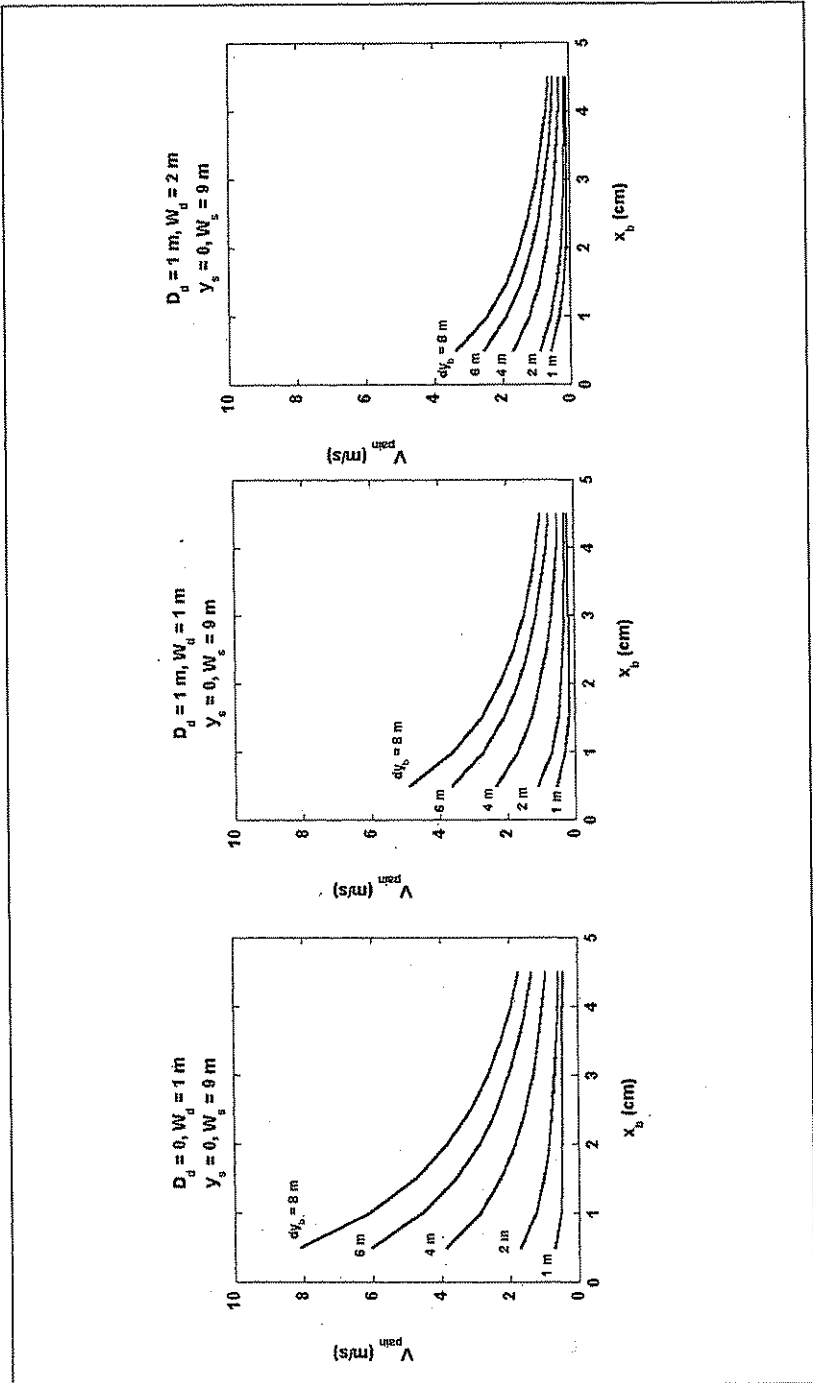 D_d = 0, W_d = 1 m
y_s = 0, W_s = 9 m
V_pain (m/s)
10
8
6
4
2
0
dy_b = 8 m
6 m
4 m
2 m
1 m
0 1 2 3 4 5
x_b (cm)
D_d = 1 m, W_d = 1 m
y_s = 0, W_s = 9 m
V_pain (m/s)
10
8
6
4
2
0
dy_b = 8 m
6 m
4 m
2 m
1 m
0 1 2 3 4 5
x_b (cm)
D_d = 1 m, W_d = 2 m
y_s = 0, W_s = 9 m
V_pain (m/s)
10
8
6
4
2
0
dy_b = 8 m
6 m
4 m
2 m
1 m
0 1 2 3 4 5
x_b (cm)